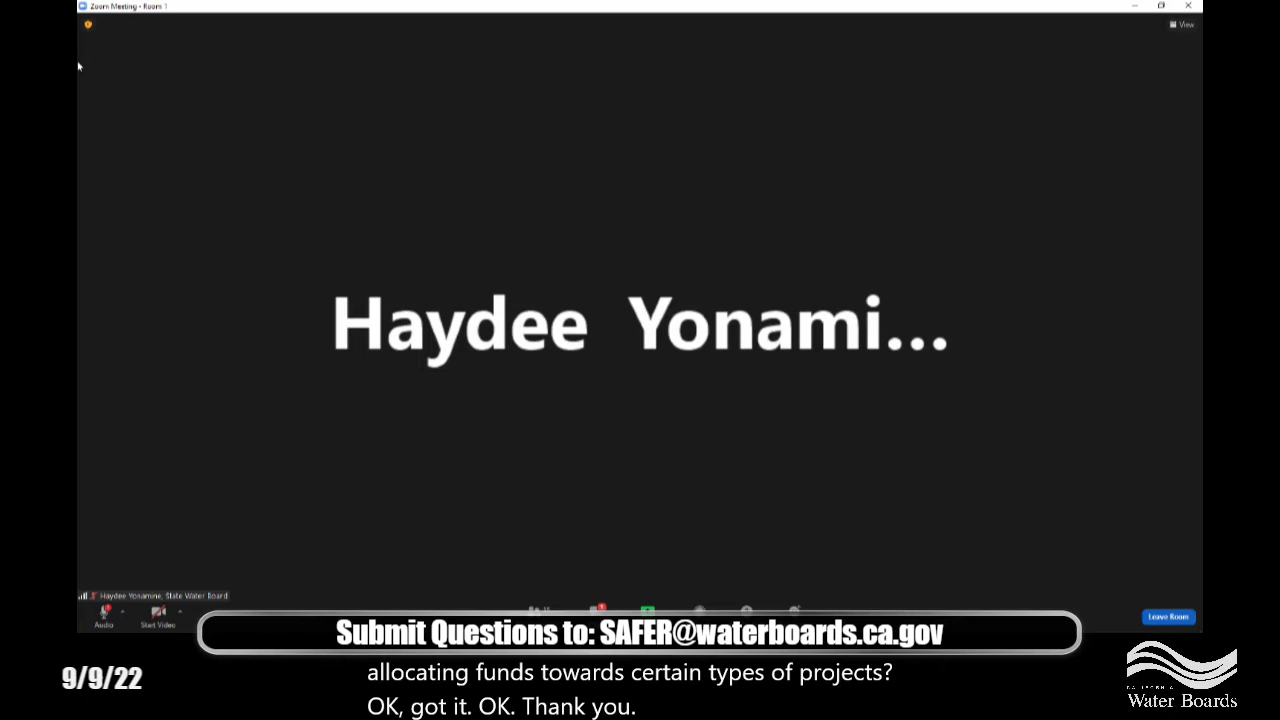 Zoom Meeting - Room 1
View
Haydee Yonami...
Haydee Yonamine, State Water Board
Audio
Start Video
15
Leave Room
Submit Questions to: SAFER@waterboards.ca.gov
allocating funds towards certain types of projects?
OK, got it. OK. Thank you.
9/9/22
CALIFORNIA
Water Boards